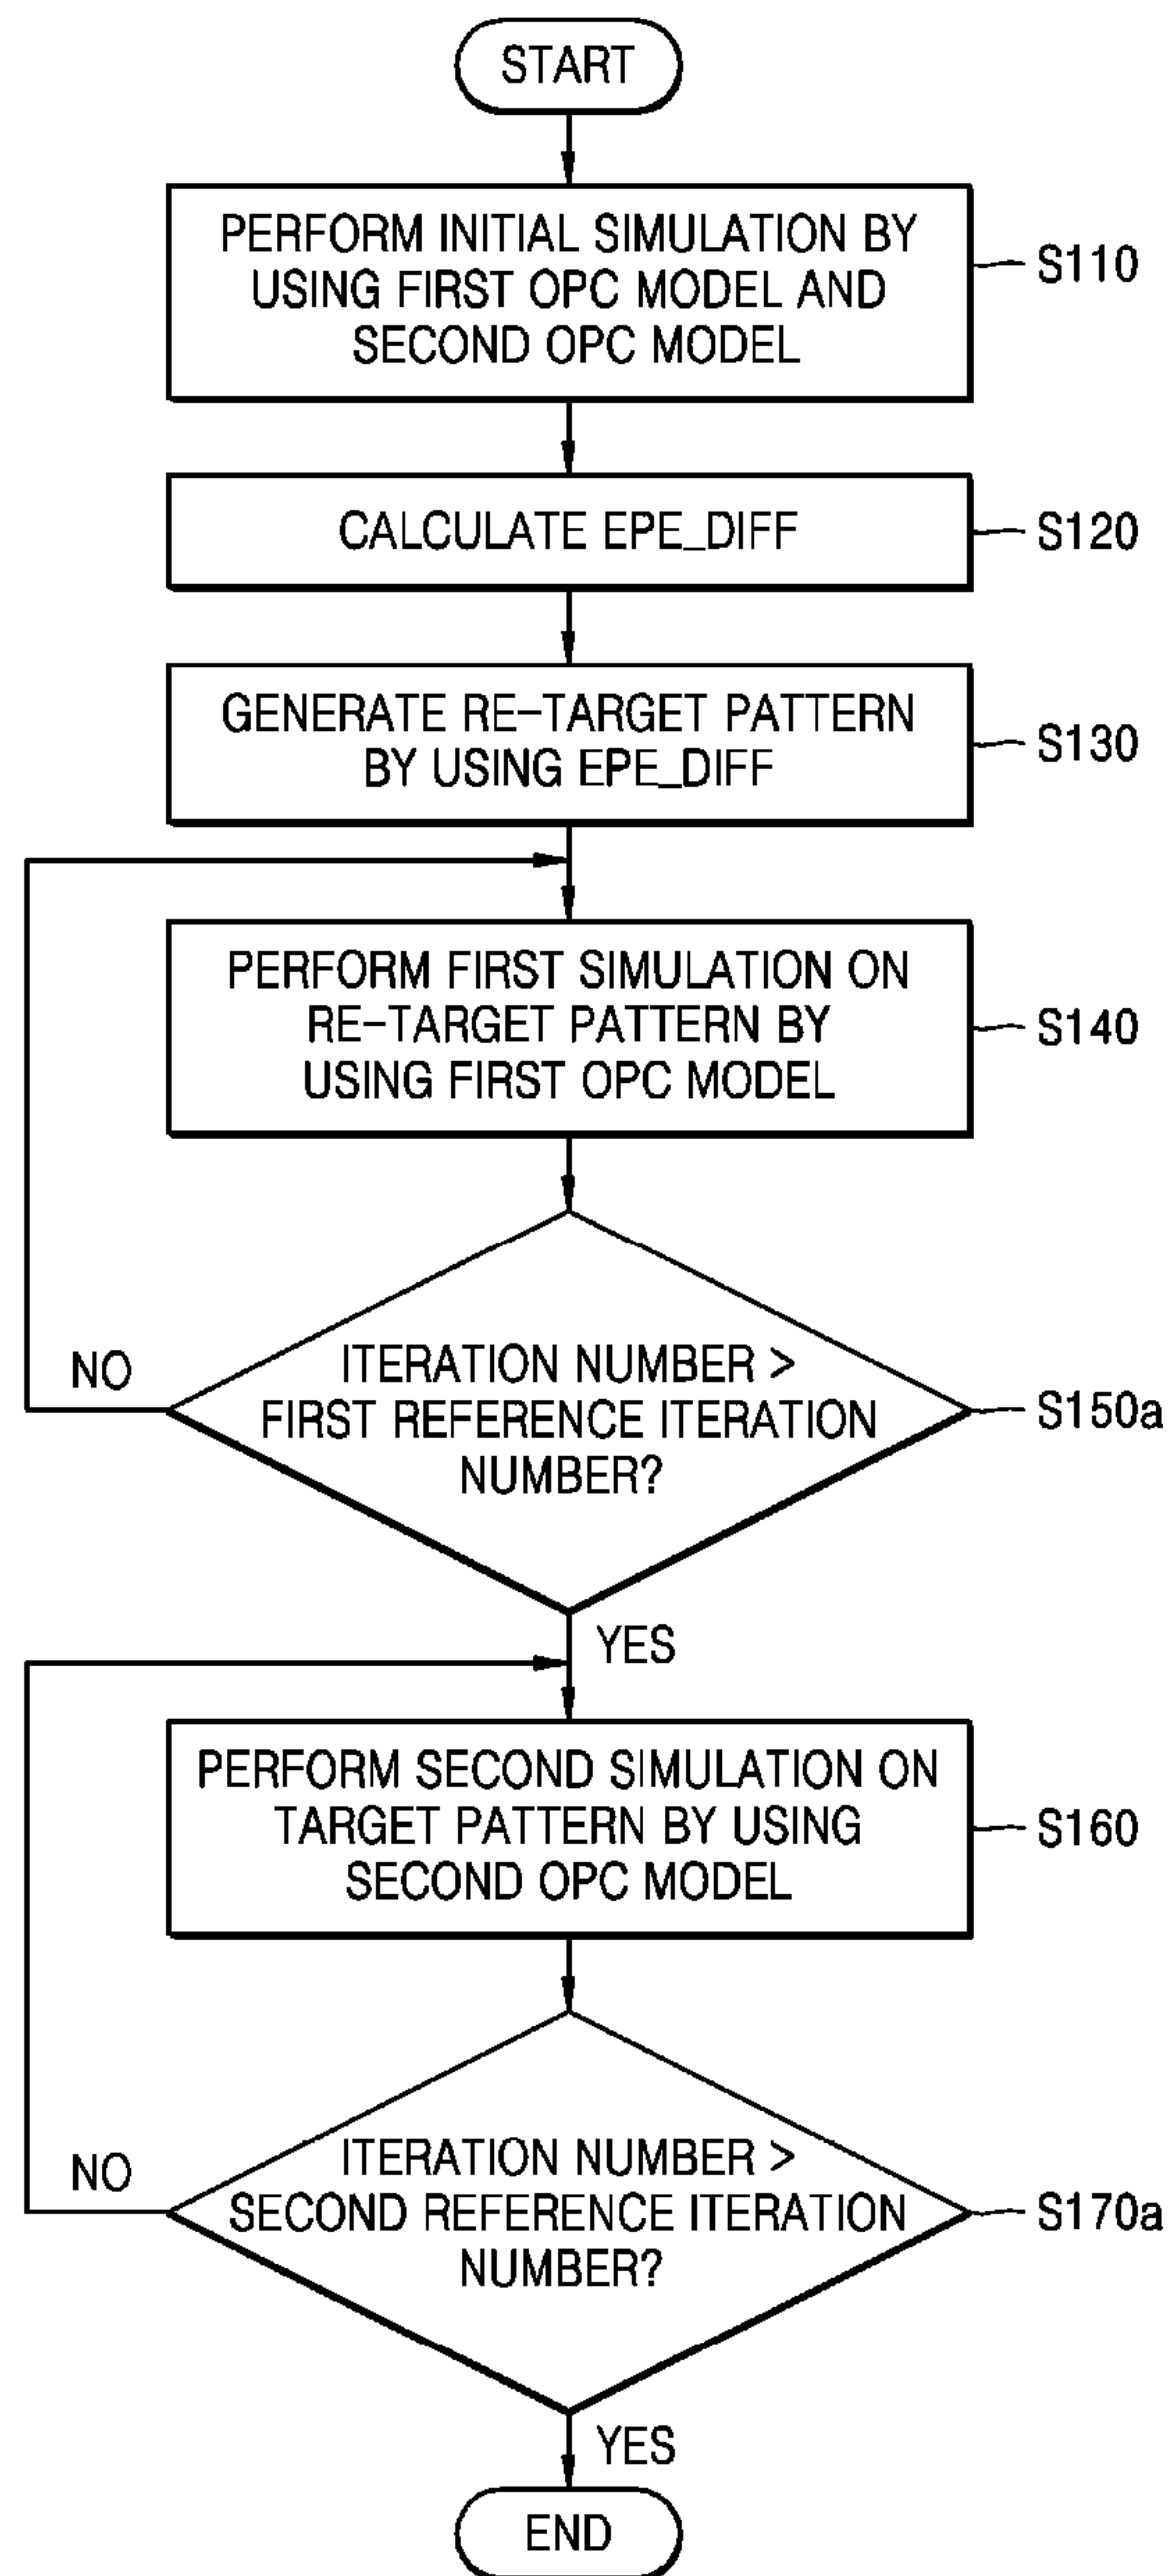 START
PERFORM INITIAL SIMULATION BY
USING FIRST OPC MODEL AND
SECOND OPC MODEL
S110
CALCULATE EPE_DIFF
S120
GENERATE RE-TARGET PATTERN
BY USING EPE_DIFF
S130
PERFORM FIRST SIMULATION ON
RE-TARGET PATTERN BY
USING FIRST OPC MODEL
S140
ITERATION NUMBER >
FIRST REFERENCE ITERATION
NUMBER?
S150a
NO
YES
PERFORM SECOND SIMULATION ON
TARGET PATTERN BY USING
SECOND OPC MODEL
S160
ITERATION NUMBER >
SECOND REFERENCE ITERATION
NUMBER?
S170a
NO
YES
END